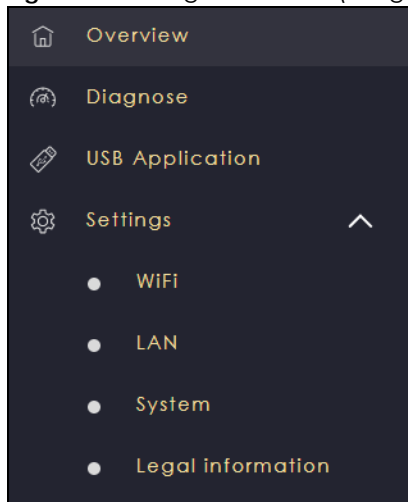 Overview
Diagnose
USB Application
Settings
WiFi
LAN
System
Legal information